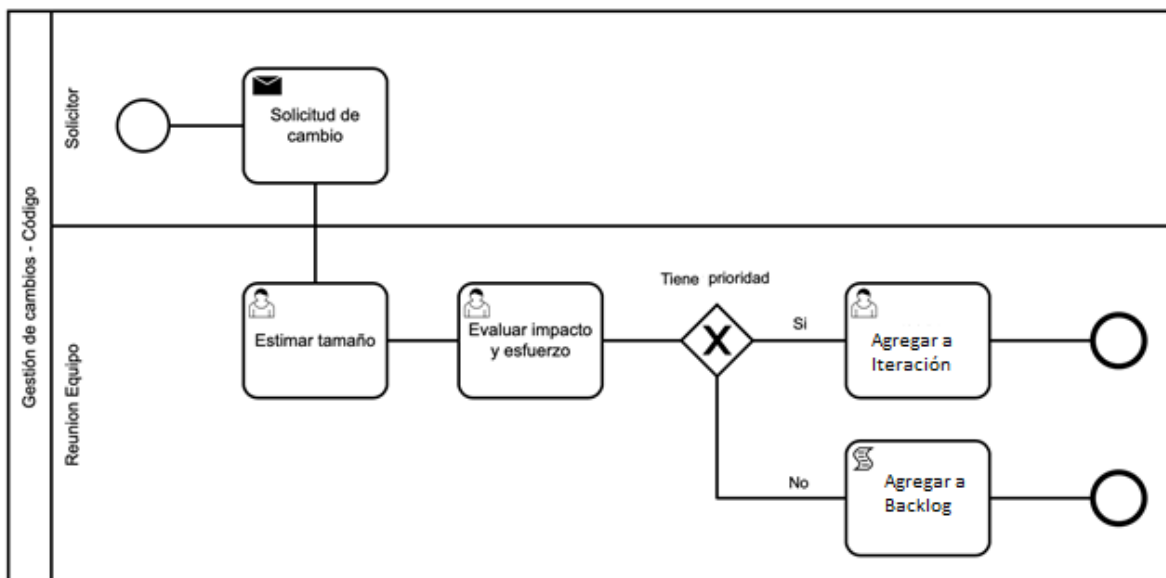 Gestión de cambios - Código
Solicitor
Solicitud de
cambio
Reunion Equipo
Estimar tamaño
Evaluar impacto
y esfuerzo
Tiene prioridad
Si
Agregar a
Iteración
No
Agregar a
Backlog